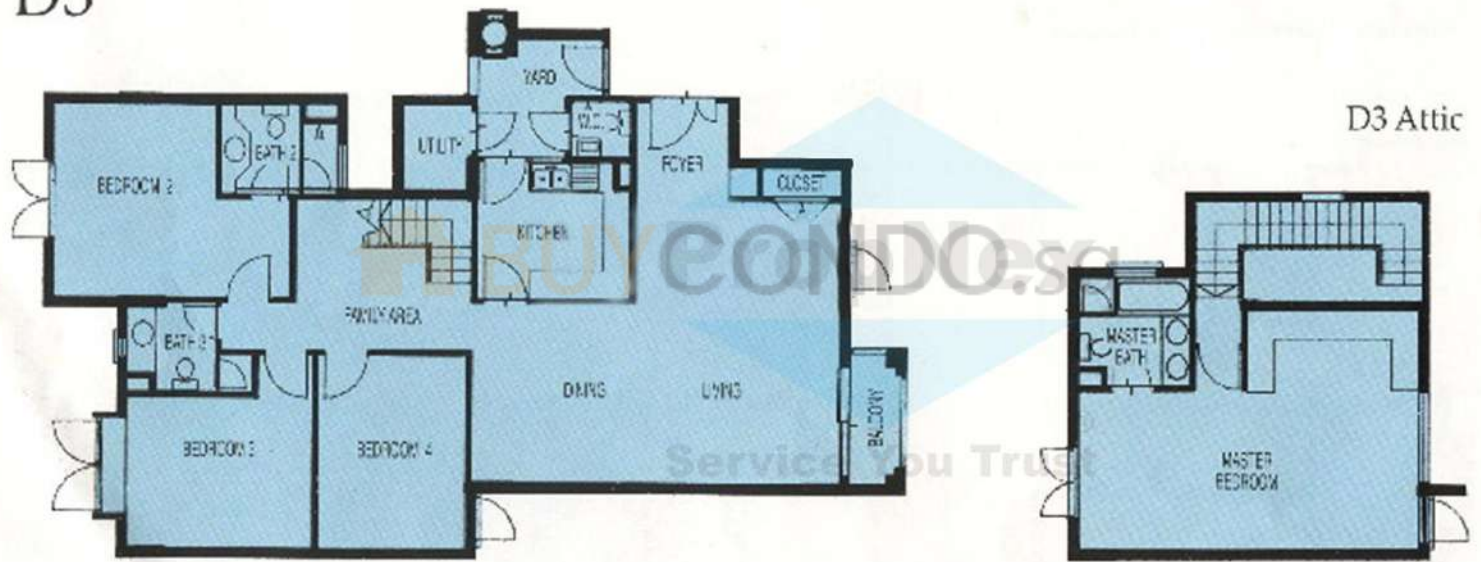 D3
YARD
W.C.
UTILITY
BATH 2
FOYER
BEDROOM 2
CLOSET
KITCHEN
FAMILY AREA
BATH 3
DINING
LIVING
BALCONY
BEDROOM 3
BEDROOM 4
BUYCONDO.sg
Service You Trust
D3 Attic
MASTER
BATH
MASTER
BEDROOM